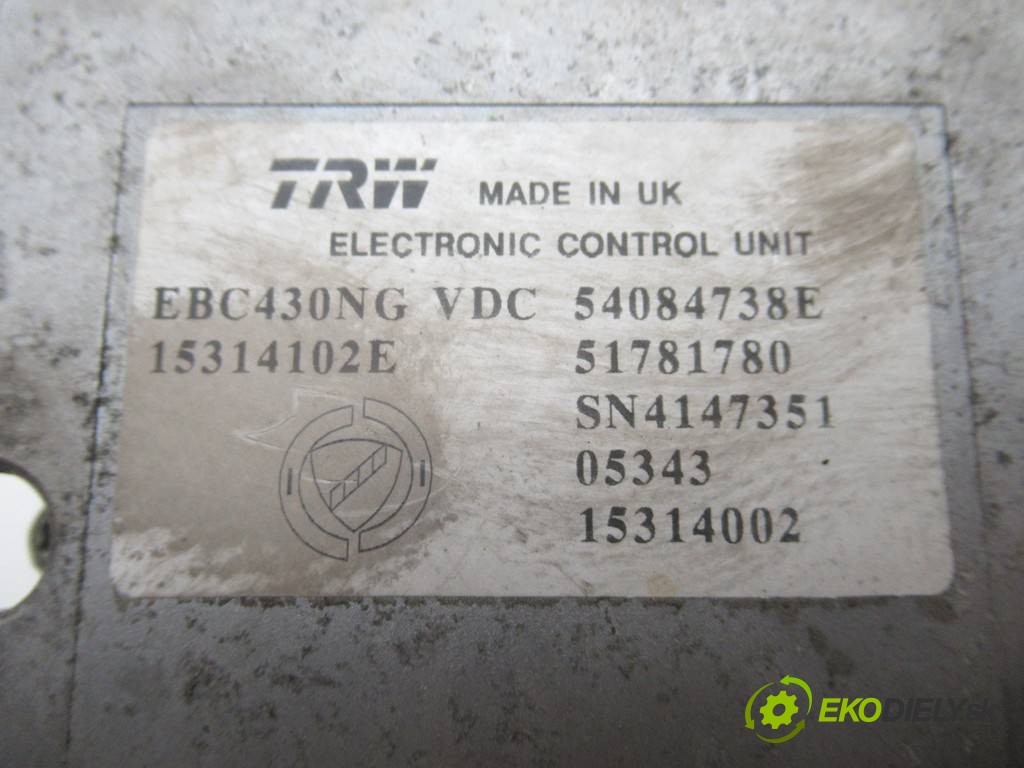 TRW MADE IN UK
ELECTRONIC CONTROL UNIT
EBC430NG VDC 54084738E
15314102E 51781780
SN4147351
05343
15314002
EKODIELY.sk